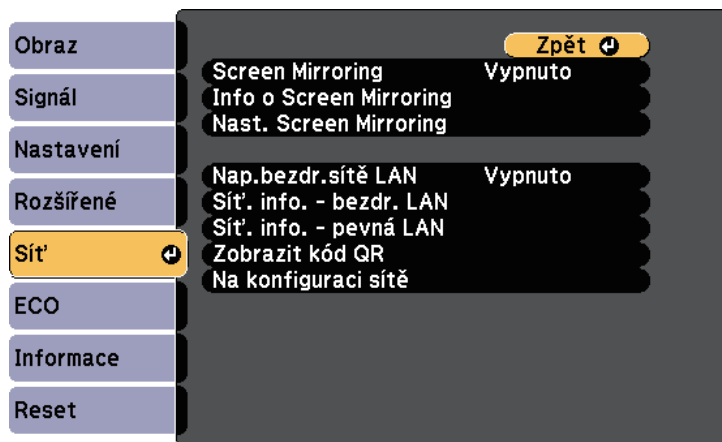 Obraz
Signál
Nastavení
Rozšířené
Síť
ECO
Informace
Reset
Zpět
Screen Mirroring Vypnuto
Info o Screen Mirroring
Nast. Screen Mirroring
Nap.bezdr.sítě LAN Vypnuto
Síť. info. - bezdr. LAN
Síť. info. - pevná LAN
Zobrazit kód QR
Na konfiguraci sítě